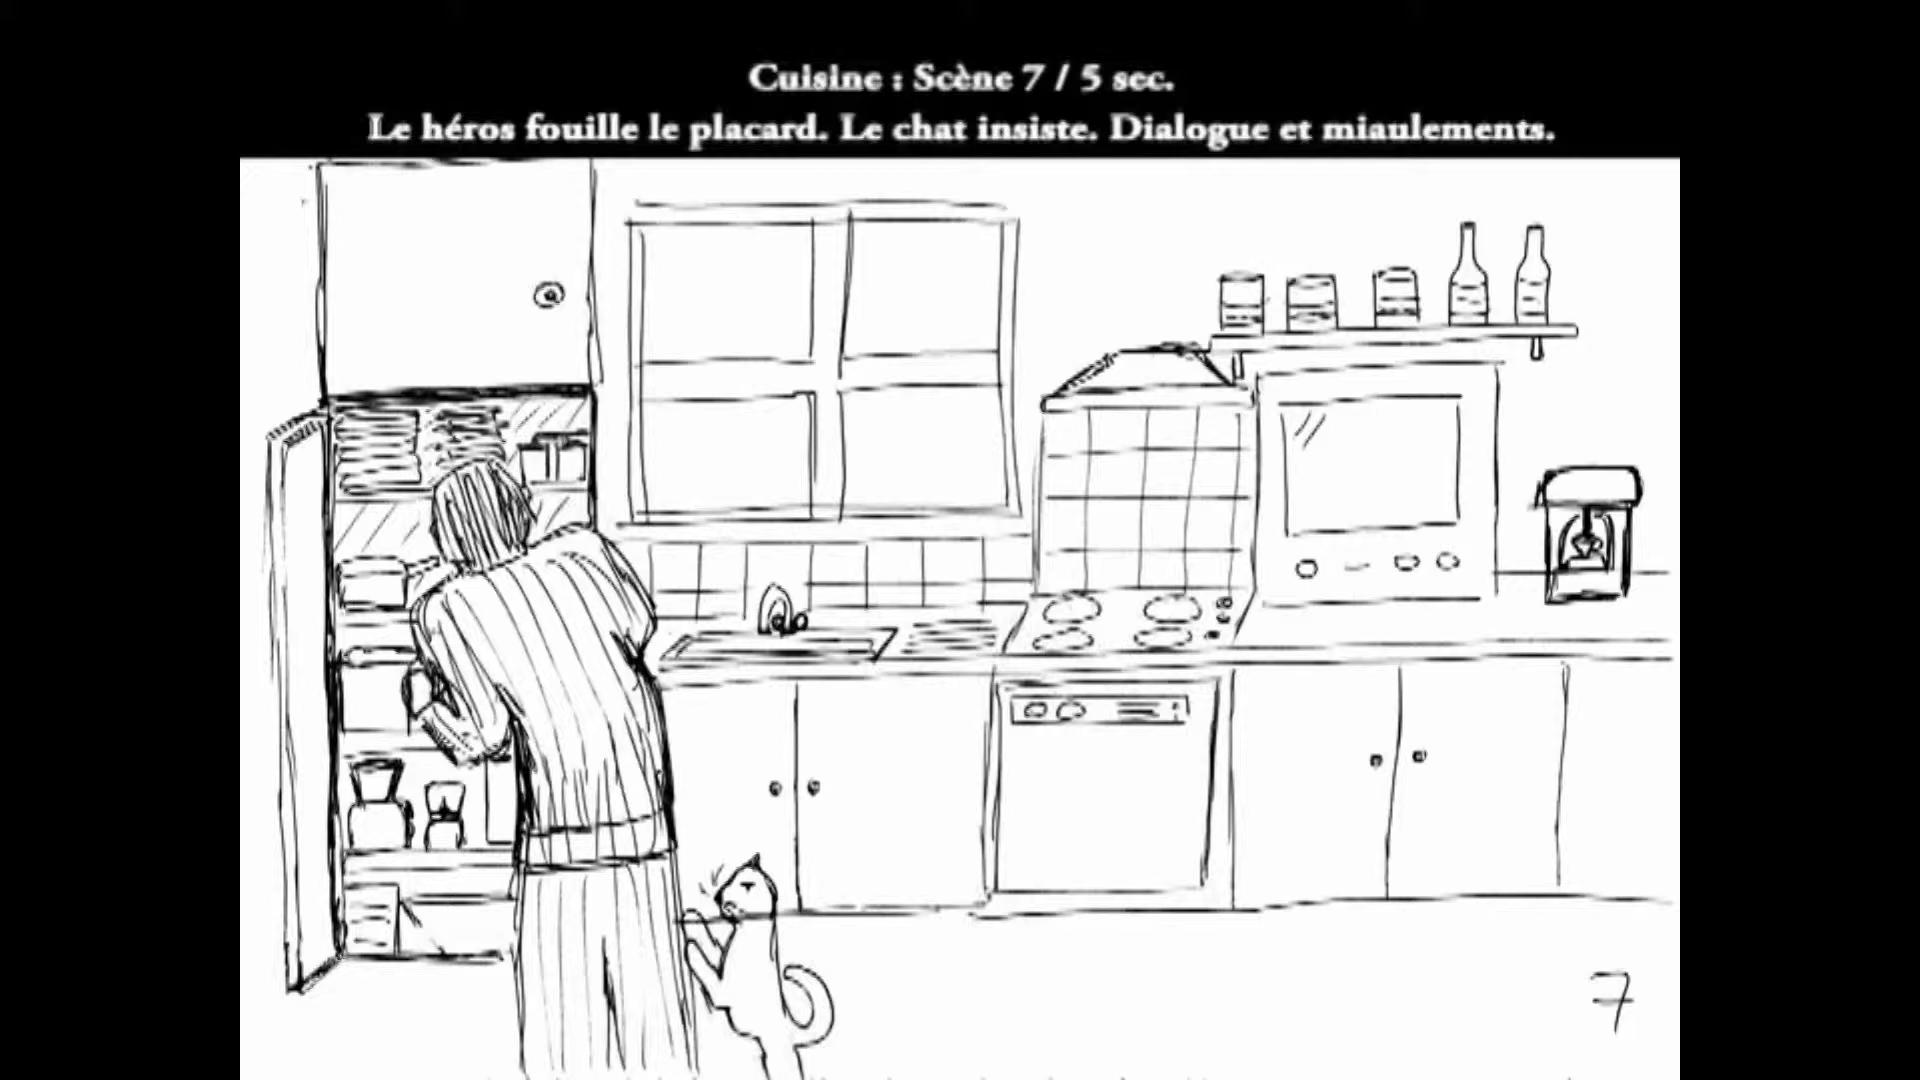 Cuisine : Scène 7 / 5 sec.
Le héros fouille le placard. Le chat insiste. Dialogue et miaulements.
7